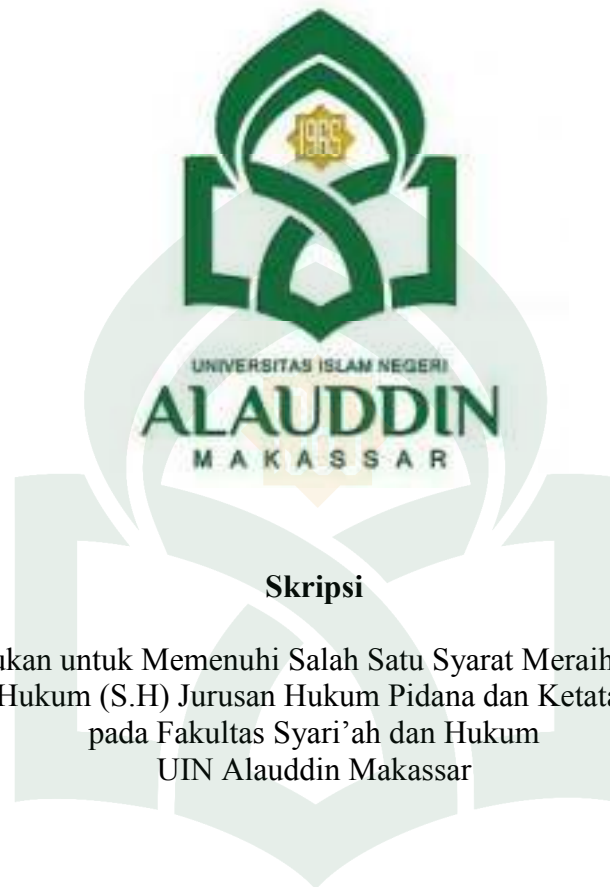 1965
UNIVERSITAS ISLAM NEGERI
ALAUDDIN
MAKASSAR
Skripsi
untuk Memenuhi Salah Satu Syarat Meraih
Hukum (S.H) Jurusan Hukum Pidana dan
pada Fakultas Syari’ah dan Hukum
UIN Alauddin Makassar